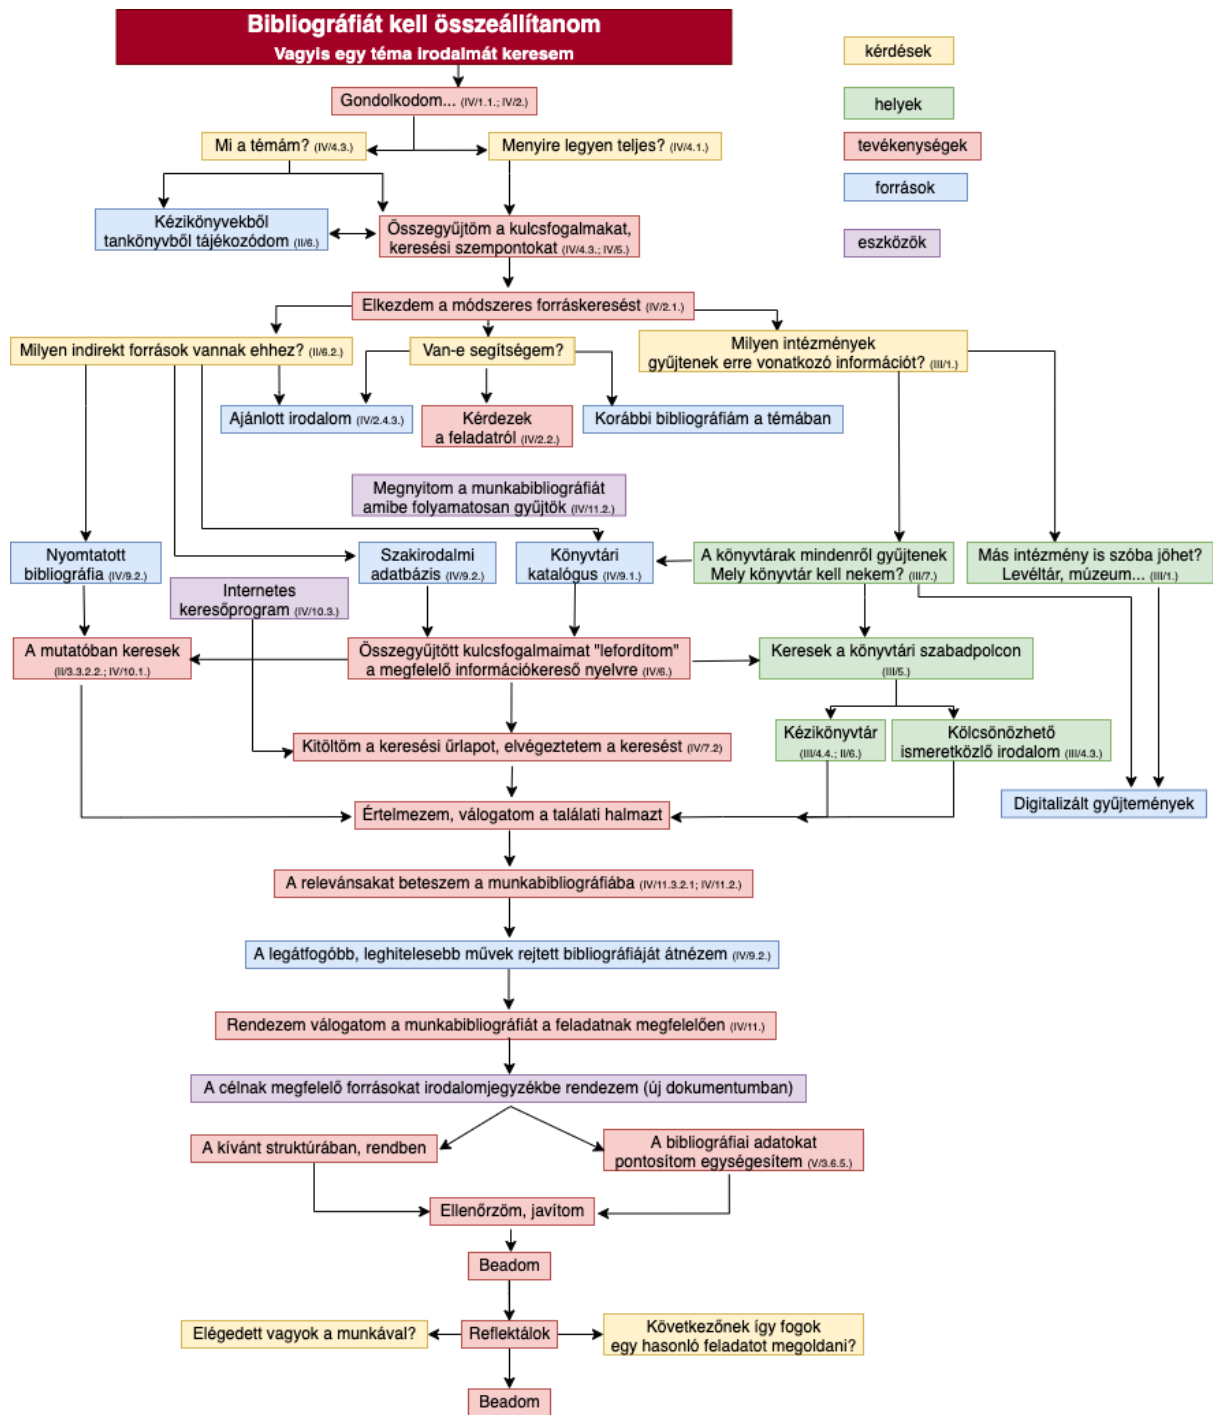 Bibliográfiát kell összeállítanom
Vagyis egy téma irodalmát keresem
kérdések
helyek
tevékenységek
források
eszközök
Gondolkodom... (IV/1.1.; IV/2.)
Mi a témám? (IV/4.3.)
Menyire legyen teljes? (IV/4.1.)
Kézikönyvekből
tankönyvből tájékozódom (II/6.)
Összegyűjtöm a kulcsfogalmakat,
keresési szempontokat (IV/4.3.; IV/5.)
Elkezdem a módszeres forráskeresést (IV/2.1.)
Milyen indirekt források vannak ehhez? (II/6.2.)
Van-e segítségem?
Milyen intézmények
gyűjtenek erre vonatkozó információt? (III/1.)
Ajánlott irodalom (IV/2.4.3.)
Kérdezek
a feladatról (IV/2.2.)
Korábbi bibliográfiám a témában
Megnyitom a munkabibliográfiát
amibe folyamatosan gyűjtök (IV/11.2.)
Nyomtatott
bibliográfia (IV/9.2.)
Szakirodalmi
adatbázis (IV/9.2.)
Könyvtári
katalógus (IV/9.1.)
A könyvtárak mindenről gyűjtenek
Mely könyvtár kell nekem? (III/7.)
Más intézmény is szóba jöhet?
Levéltár, múzeum... (III/1.)
Internetes
keresőprogram (IV/10.3.)
A mutatóban keresek
(II/3.3.2.2.; IV/10.1.)
Összegyűjtött kulcsfogalmaimat "lefordítom"
a megfelelő információkereső nyelvre (IV/6.)
Keresek a könyvtári szabadpolcon
(III/5.)
Kitöltöm a keresési űrlapot, elvégeztetem a keresést (IV/7.2)
Kézikönyvtár
(III/4.4.; II/6.)
Kölcsönözhető
ismeretközlő irodalom (III/4.3.)
Digitalizált gyűjtemények
Értelmezem, válogatom a találati halmazt
A relevánsakat beteszem a munkabibliográfiába (IV/11.3.2.1; IV/11.2.)
A legátfogóbb, leghitelesebb művek rejtett bibliográfiáját átnézem (IV/9.2.)
Rendezem válogatom a munkabibliográfiát a feladatnak megfelelően (IV/11.)
A célnak megfelelő forrásokat irodalomjegyzékbe rendezem (új dokumentumban)
A kívánt struktúrában, rendben
A bibliográfiai adatokat
pontosítom egységesítem (V/3.6.5.)
Ellenőrzöm, javítom
Beadom
Elégedett vagyok a munkával?
Reflektálok
Következőnek így fogok
egy hasonló feladatot megoldani?
Beadom